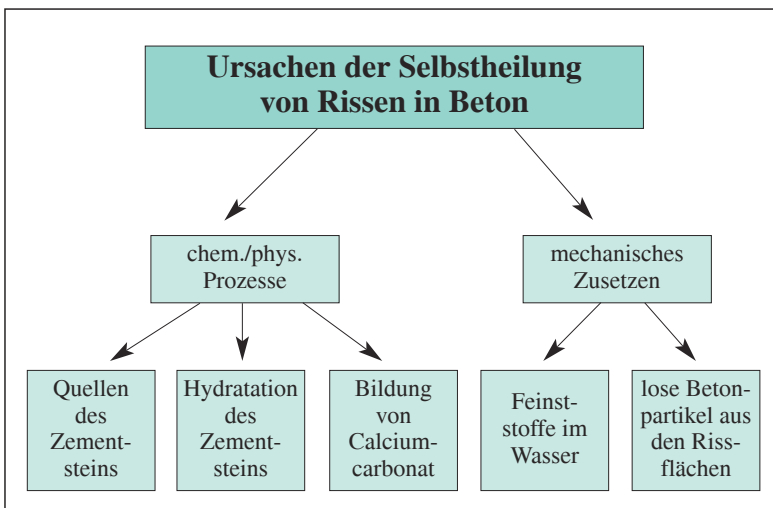 Ursachen der Selbstheilung
von Rissen in Beton
chem./phys.
Prozesse
mechanisches
Zusetzen
Quellen
des
Zement-
steins
Hydratation
des
Zement-
steins
Bildung
von
Calcium-
carbonat
Feinst-
stoffe im
Wasser
lose Beton-
partikel aus
den Riss-
flächen